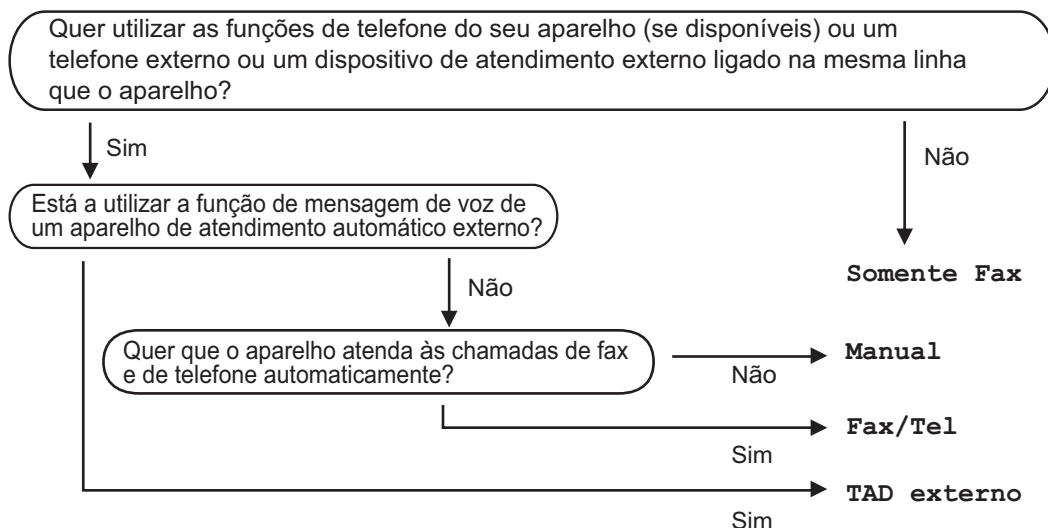 Quer utilizar as funções de telefone do seu aparelho (se disponíveis) ou um
telefone externo ou um dispositivo de atendimento externo ligado na mesma linha
que o aparelho?
Sim
Não
Está a utilizar a função de mensagem de voz de
um aparelho de atendimento automático externo?
Somente Fax
Não
Quer que o aparelho atenda às chamadas de fax
e de telefone automaticamente?
Manual
Não
Fax/Tel
Sim
TAD externo
Sim